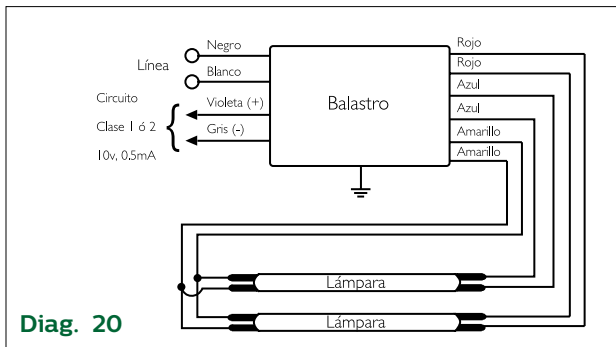 Línea
Negro
Blanco
Circuito
Clase 1 ó 2
10v, 0.5mA
Violeta (+)
Gris (-)
Balastro
Rojo
Rojo
Azul
Azul
Amarillo
Amarillo
Lámpara
Lámpara
Diag. 20